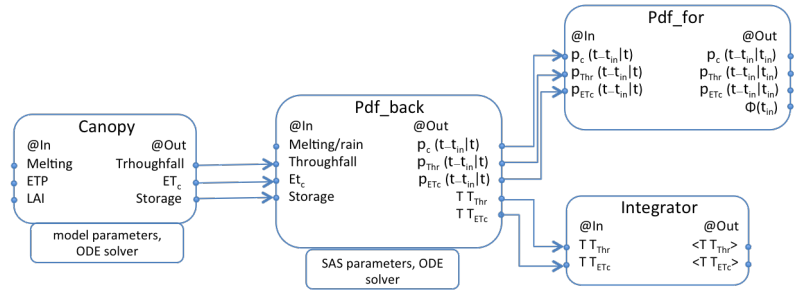 Canopy
@In @Out
Melting Trhoughfall
ETP ETc
LAI Storage
model parameters,
ODE solver
Pdf_back
@In @Out
Melting/rain pc (t–tin|t)
Throughfall pThr (t–tin|t)
Etc pETc (t–tin|t)
Storage T TThr
T TETc
SAS parameters, ODE
solver
Pdf_for
@In @Out
pc (t–tin|t) pc (t–tin|tin)
pThr (t–tin|t) pThr (t–tin|tin)
pETc (t–tin|t) pETc (t–tin|tin)
Φ(tin)
Integrator
@In @Out
T TThr <T TThr>
T TETc <T TETc>